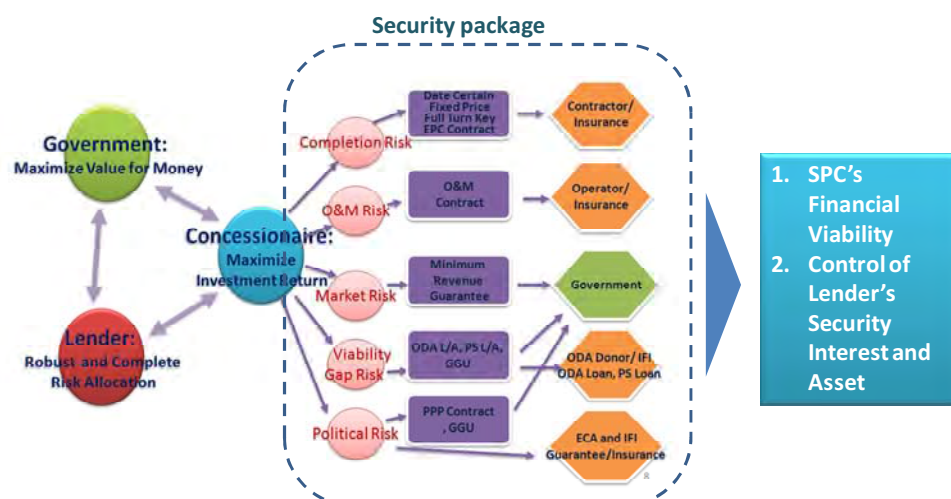 Security package
Government:
Maximize Value for Money
Concessionaire:
Maximize
Investment Return
Lender:
Robust and Complete
Risk Allocation
Completion Risk
Date Certain
Fixed Price
Full Turn Key
EPC Contract
Contractor/
Insurance
O&M Risk
O&M
Contract
Operator/
Insurance
Market Risk
Minimum
Revenue
Guarantee
Government
Viability
Gap Risk
ODA L/A, PS L/A,
GGU
ODA Donor/ IFI
ODA Loan, PS Loan
Political Risk
PPP Contract
, GGU
ECA and IFI
Guarantee/Insurance
8
1. SPC's
Financial
Viability
2. Control of
Lender's
Security
Interest and
Asset